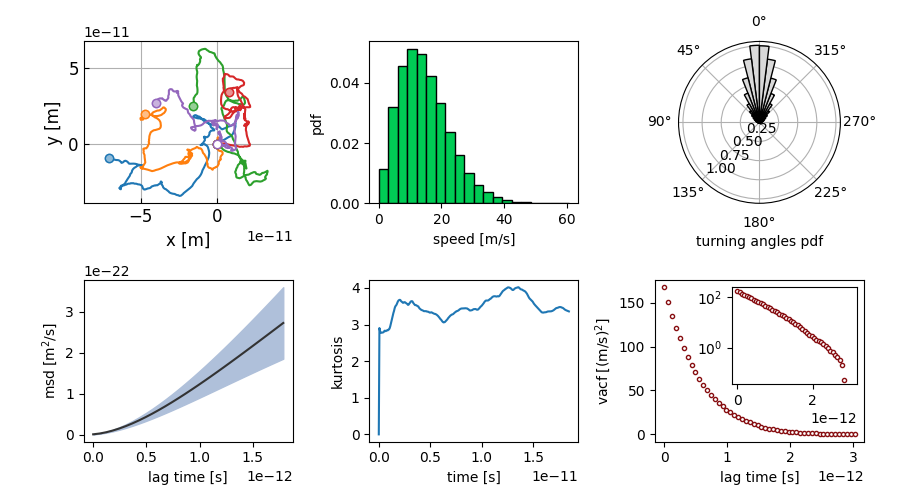 1e−11
y [m]
5
0
−5
0
x [m]
1e−11
pdf
0.04
0.02
0.00
0
20
40
60
speed [m/s]
0°
45°
315°
90°
270°
0.25
0.50
0.75
1.00
135°
225°
180°
turning angles pdf
1e−22
msd [m²/s]
3
2
1
0
0.0
0.5
1.0
1.5
lag time [s]
1e−12
kurtosis
4
3
2
1
0
0.0
0.5
1.0
1.5
time [s]
1e−11
vacf [(m/s)²]
150
100
50
0
10²
10⁰
0
2
1e−12
0
1
2
3
lag time [s]
1e−12